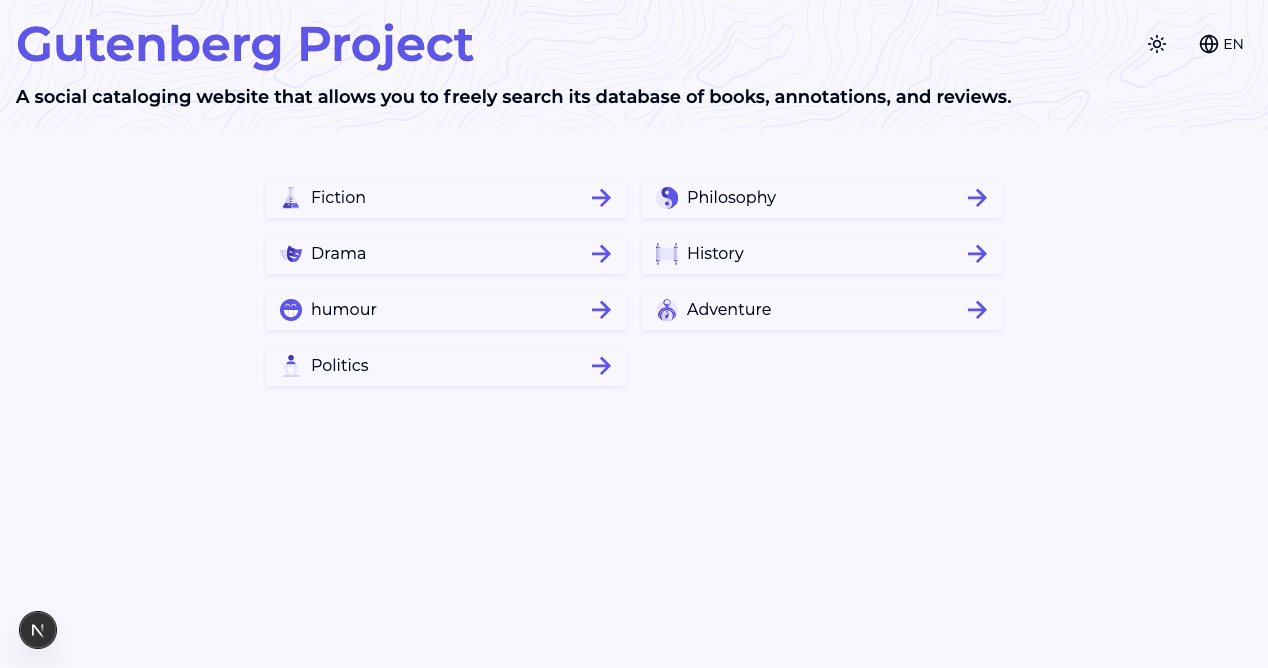 Gutenberg Project
EN
A social cataloging website that allows you to freely search its database of books, annotations, and reviews.
Fiction
Philosophy
Drama
History
humour
Adventure
Politics
N